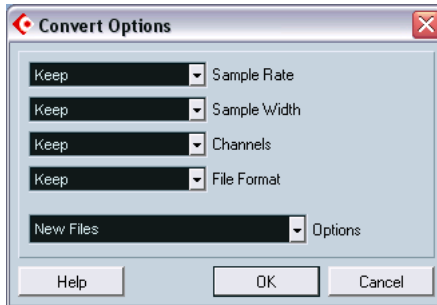 Convert Options
Keep Sample Rate
Keep Sample Width
Keep Channels
Keep File Format
New Files Options
Help OK Cancel